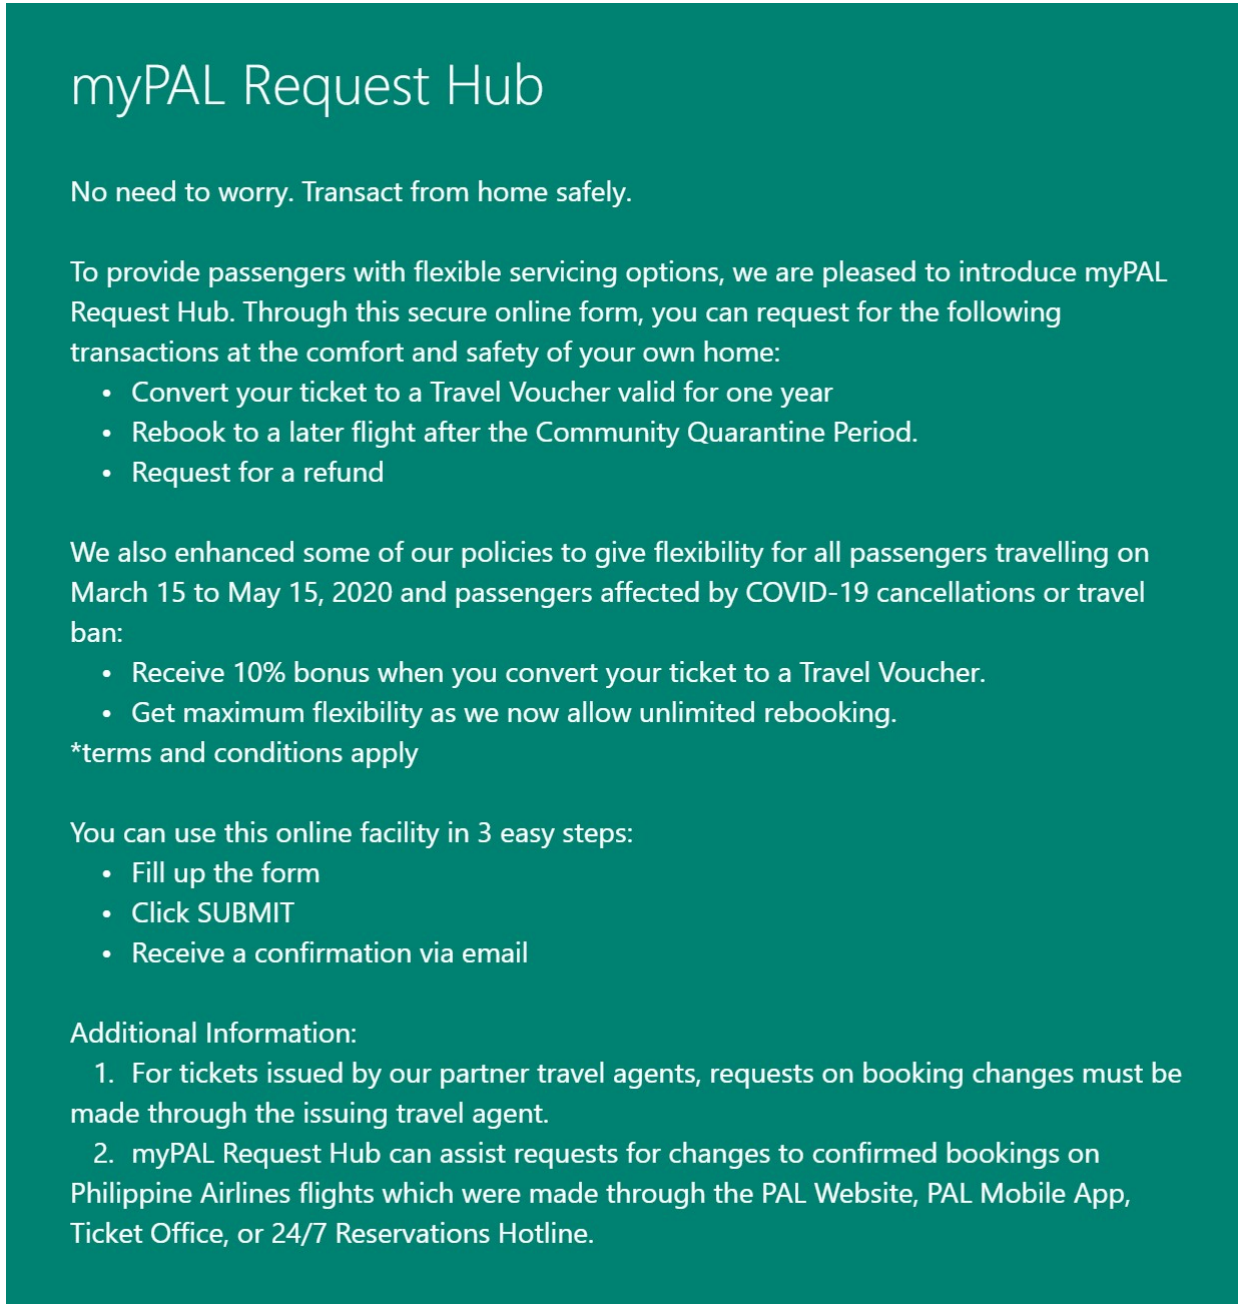 myPAL Request Hub
No need to worry. Transact from home safely.
To provide passengers with flexible servicing options, we are pleased to introduce myPAL
Request Hub. Through this secure online form, you can request for the following
transactions at the comfort and safety of your own home:
• Convert your ticket to a Travel Voucher valid for one year
• Rebook to a later flight after the Community Quarantine Period.
• Request for a refund
We also enhanced some of our policies to give flexibility for all passengers travelling on
March 15 to May 15, 2020 and passengers affected by COVID-19 cancellations or travel
ban:
• Receive 10% bonus when you convert your ticket to a Travel Voucher.
• Get maximum flexibility as we now allow unlimited rebooking.
*terms and conditions apply
You can use this online facility in 3 easy steps:
• Fill up the form
• Click SUBMIT
• Receive a confirmation via email
Additional Information:
1. For tickets issued by our partner travel agents, requests on booking changes must be
made through the issuing travel agent.
2. myPAL Request Hub can assist requests for changes to confirmed bookings on
Philippine Airlines flights which were made through the PAL Website, PAL Mobile App,
Ticket Office, or 24/7 Reservations Hotline.